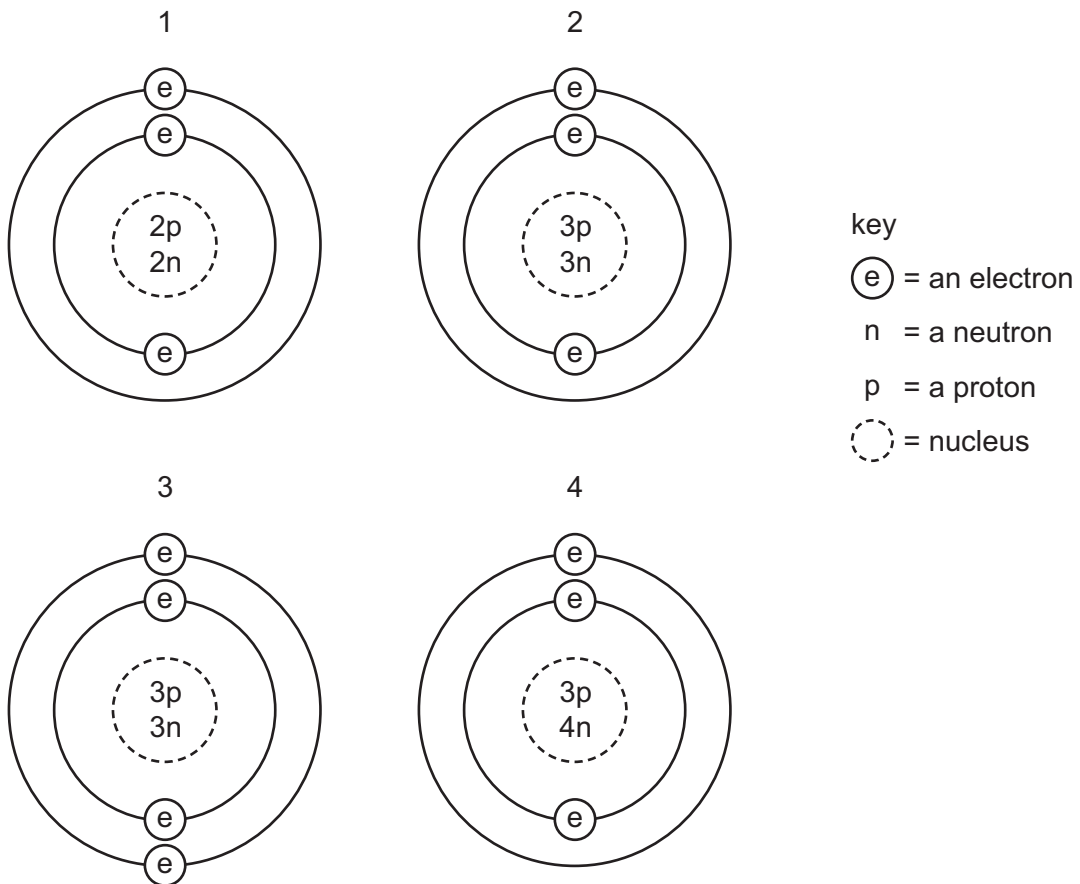 1
e
e
2p
2n
e
2
e
e
3p
3n
e
key
e = an electron
n = a neutron
p = a proton
= nucleus
3
e
e
3p
3n
e
e
4
e
e
3p
4n
e